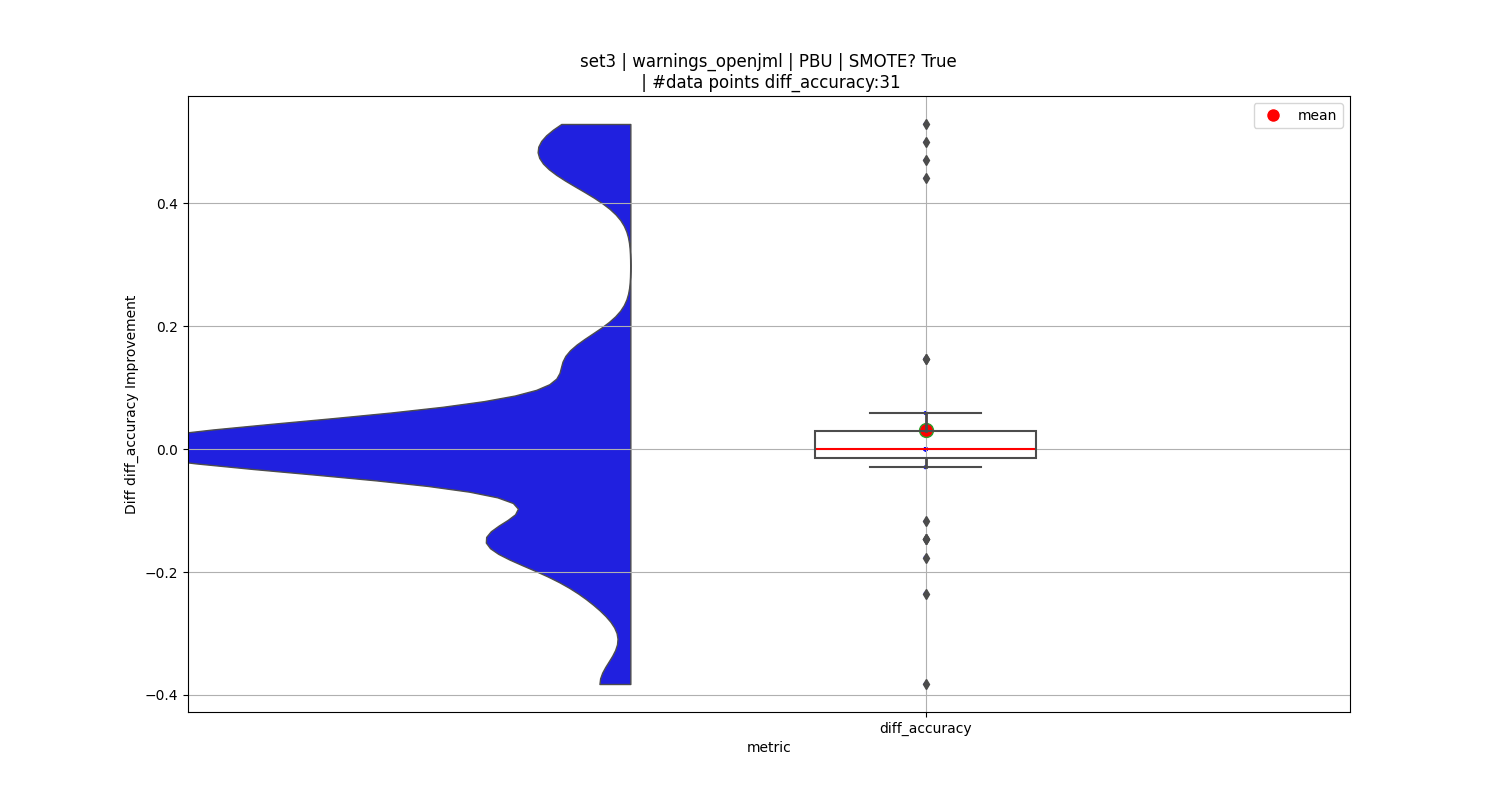 set3 | warnings_openjml | PBU | SMOTE? True
| #data points diff_accuracy:31
mean
0.4
0.2
0.0
−0.2
−0.4
Diff diff_accuracy Improvement
diff_accuracy
metric